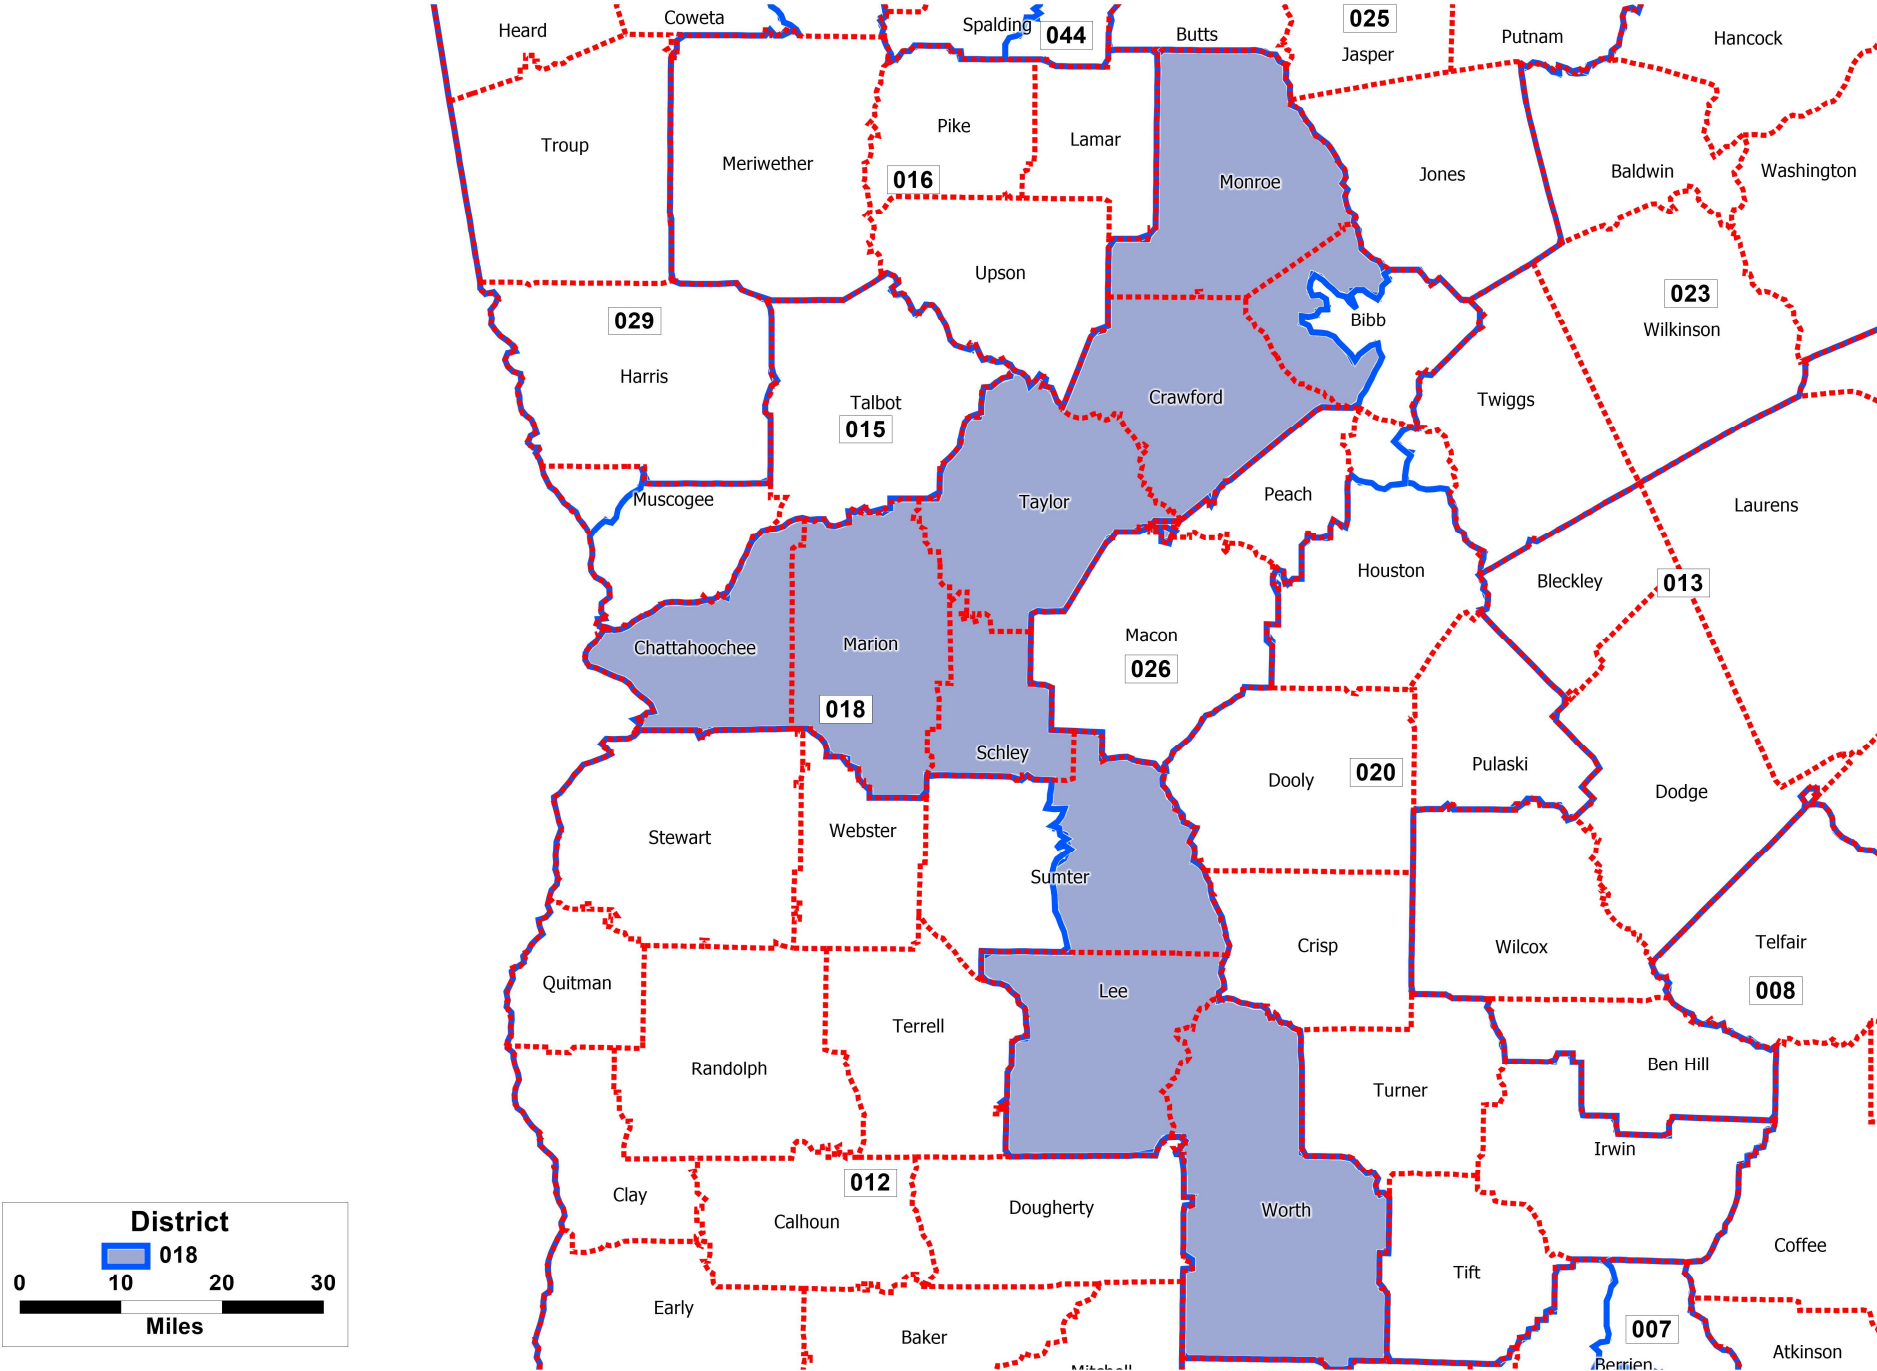 Heard
Coweta
Spalding
044
Butts
025
Jasper
Putnam
Hancock
Troup
Meriwether
Pike
016
Lamar
Monroe
Jones
Baldwin
Washington
Upson
029
Harris
Bibb
023
Wilkinson
Talbot
015
Crawford
Twiggs
Muscogee
Taylor
Peach
Laurens
Houston
Bleckley
013
Chattahoochee
Marion
018
Macon
026
Schley
Dooly
020
Pulaski
Dodge
Stewart
Webster
Sumter
Crisp
Wilcox
Telfair
008
Quitman
Lee
Terrell
Randolph
Turner
Ben Hill
Irwin
Clay
012
Calhoun
Dougherty
Worth
Coffee
Tift
Early
Baker
Mitchell
007
Berrien
Atkinson
District
018
0 10 20 30
Miles